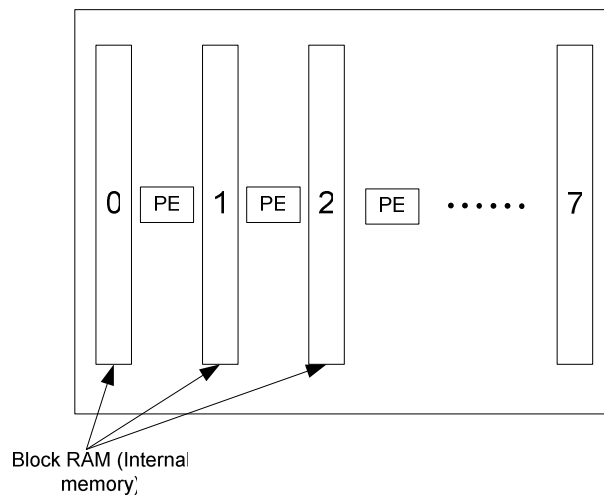 0 PE 1 PE 2 PE ...... 7
Block RAM (Internal
memory)